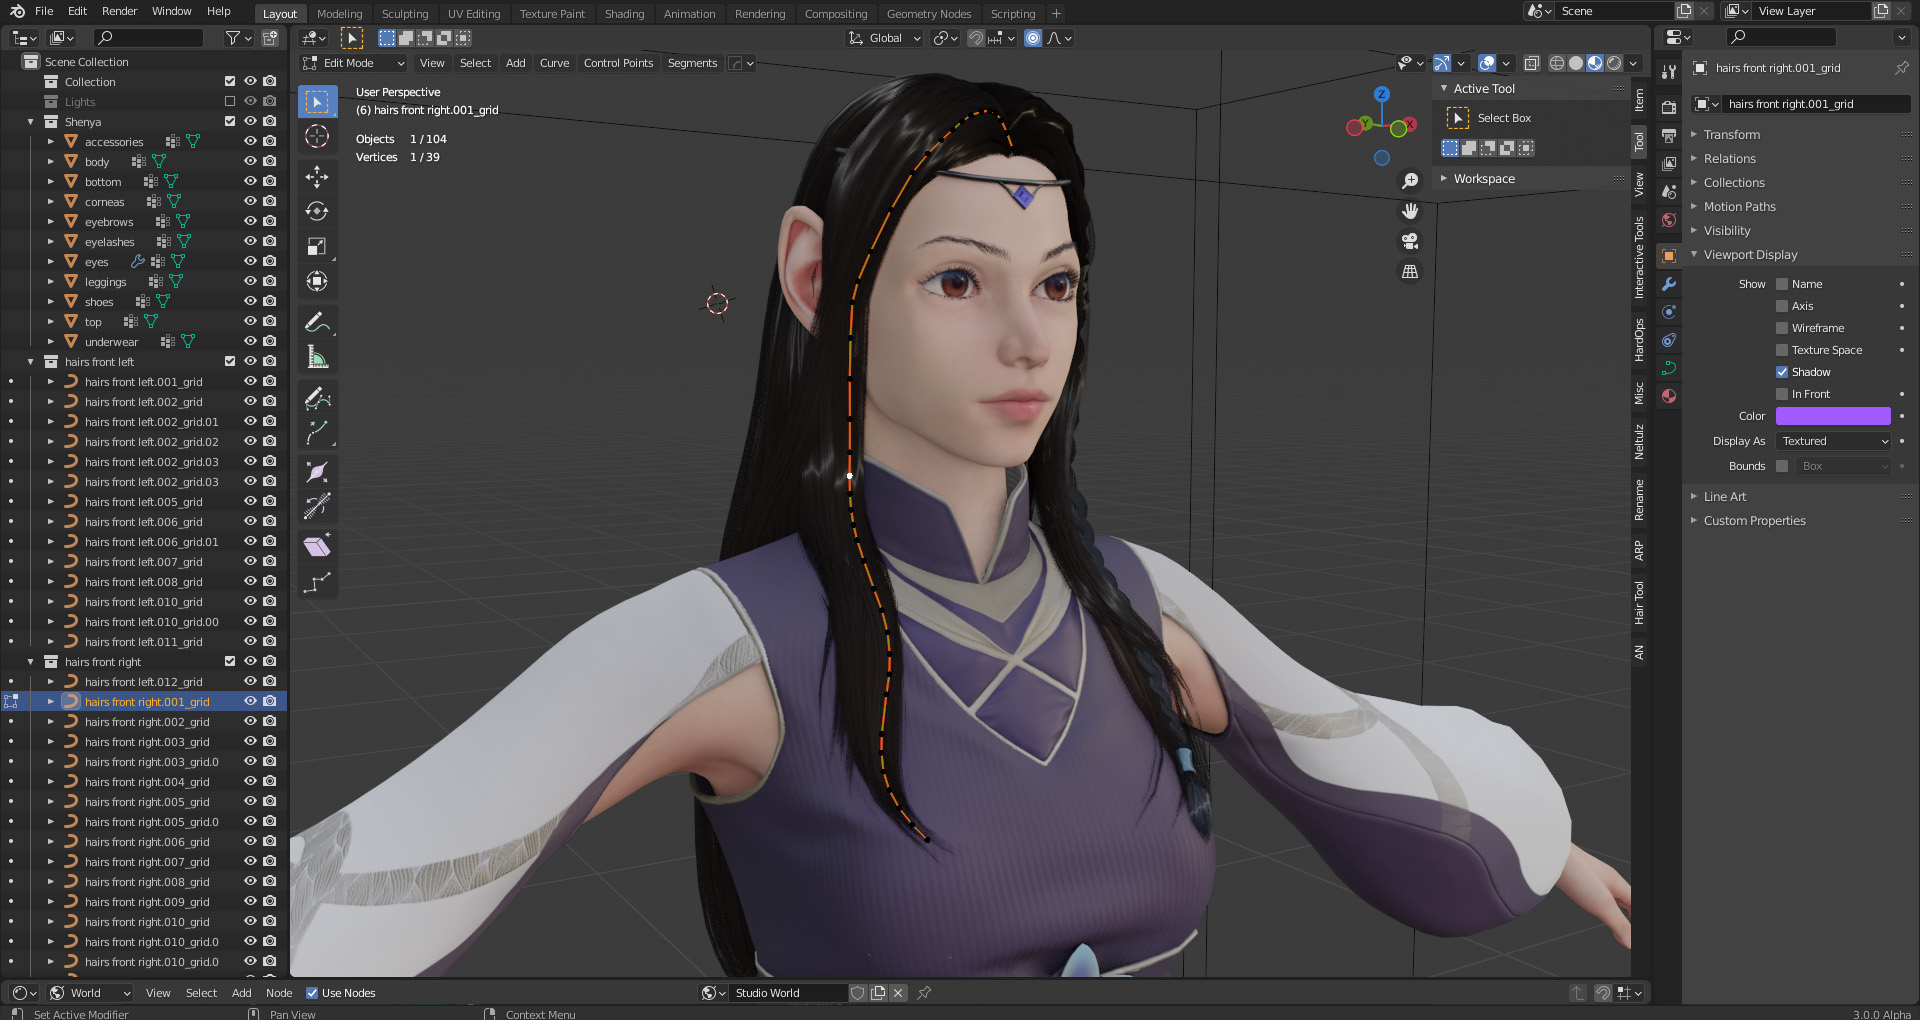 File Edit Render Window Help
Layout Modeling Sculpting UV Editing Texture Paint Shading Animation Rendering Compositing Geometry Nodes Scripting +
Scene
View Layer
Global
Edit Mode View Select Add Curve Control Points Segments
User Perspective
(6) hairs front right.001_grid
Objects 1 / 104
Vertices 1 / 39
Scene Collection
Collection
Lights
Shenya
accessories
body
bottom
corneas
eyebrows
eyelashes
eyes
leggings
shoes
top
underwear
hairs front left
hairs front left.001_grid
hairs front left.002_grid
hairs front left.002_grid.01
hairs front left.002_grid.02
hairs front left.002_grid.03
hairs front left.002_grid.03
hairs front left.005_grid
hairs front left.006_grid
hairs front left.006_grid.01
hairs front left.007_grid
hairs front left.008_grid
hairs front left.010_grid
hairs front left.010_grid.00
hairs front left.011_grid
hairs front right
hairs front left.012_grid
hairs front right.001_grid
hairs front right.002_grid
hairs front right.003_grid
hairs front right.003_grid.0
hairs front right.004_grid
hairs front right.005_grid
hairs front right.005_grid.0
hairs front right.006_grid
hairs front right.007_grid
hairs front right.008_grid
hairs front right.009_grid
hairs front right.010_grid
hairs front right.010_grid.0
hairs front right.010_grid.0
Z
Y
X
Active Tool
Select Box
Workspace
Item
Tool
View
Interactive Tools
HardOps
Misc
Neltulz
Rename
ARP
Hair Tool
AN
hairs front right.001_grid
hairs front right.001_grid
Transform
Relations
Collections
Motion Paths
Visibility
Viewport Display
Show Name
Axis
Wireframe
Texture Space
Shadow
In Front
Color
Display As Textured
Bounds Box
Line Art
Custom Properties
World View Select Add Node Use Nodes
Studio World
Set Active Modifier
Pan View
Context Menu
3.0.0 Alpha